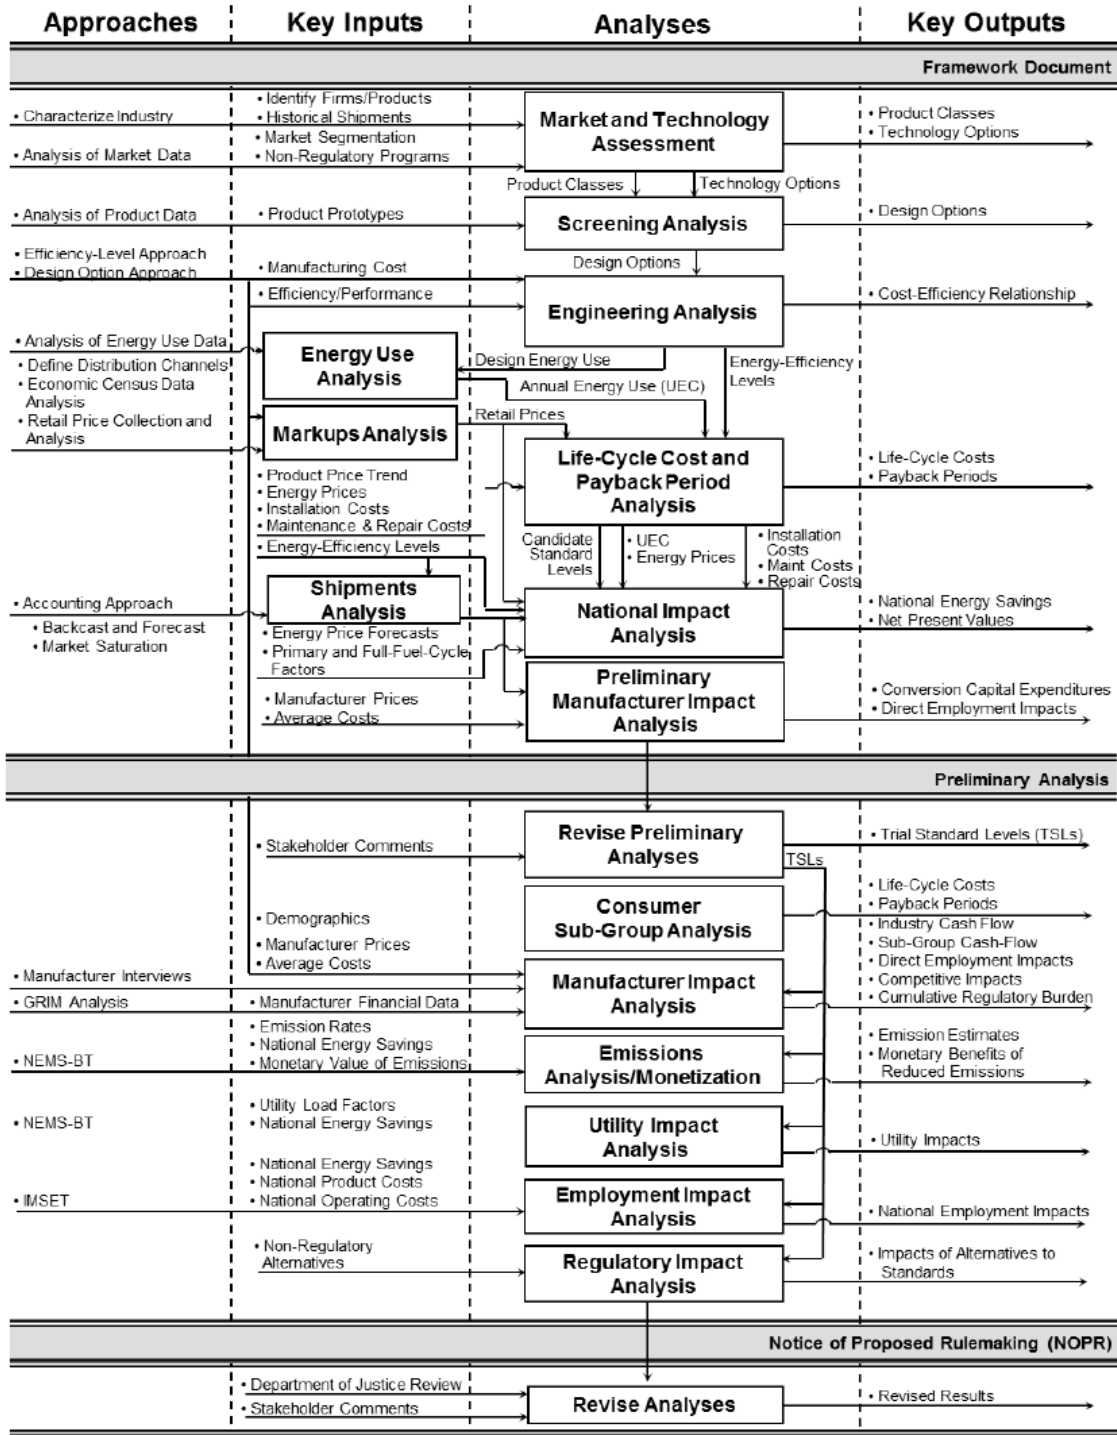 Approaches
Key Inputs
Analyses
Key Outputs
Framework Document
• Characterize Industry
• Analysis of Market Data
• Identify Firms/Products
• Historical Shipments
• Market Segmentation
• Non-Regulatory Programs
Market and Technology
Assessment
• Product Classes
• Technology Options
Product Classes
Technology Options
• Analysis of Product Data
• Product Prototypes
Screening Analysis
• Design Options
• Efficiency-Level Approach
• Design Option Approach
• Manufacturing Cost
• Efficiency/Performance
Design Options
Engineering Analysis
• Cost-Efficiency Relationship
• Analysis of Energy Use Data
• Define Distribution Channels
• Economic Census Data
Analysis
• Retail Price Collection and
Analysis
Energy Use
Analysis
Design Energy Use
Energy-Efficiency
Levels
Annual Energy Use (UEC)
Markups Analysis
Retail Prices
Life-Cycle Cost and
Payback Period
Analysis
• Life-Cycle Costs
• Payback Periods
• Product Price Trend
• Energy Prices
• Installation Costs
• Maintenance & Repair Costs
• Energy-Efficiency Levels
Candidate
Standard
Levels
• UEC
• Energy Prices
• Installation
Costs
• Maint Costs
• Repair Costs
Shipments
Analysis
• Accounting Approach
• Backcast and Forecast
• Market Saturation
• Energy Price Forecasts
• Primary and Full-Fuel-Cycle
Factors
National Impact
Analysis
• National Energy Savings
• Net Present Values
• Manufacturer Prices
• Average Costs
Preliminary
Manufacturer Impact
Analysis
• Conversion Capital Expenditures
• Direct Employment Impacts
Preliminary Analysis
• Stakeholder Comments
Revise Preliminary
Analyses
• Trial Standard Levels (TSLs)
TSLs
• Demographics
• Manufacturer Prices
• Average Costs
Consumer
Sub-Group Analysis
• Life-Cycle Costs
• Payback Periods
• Industry Cash Flow
• Sub-Group Cash-Flow
• Direct Employment Impacts
• Competitive Impacts
• Cumulative Regulatory Burden
• Manufacturer Interviews
• GRIM Analysis
• Manufacturer Financial Data
Manufacturer Impact
Analysis
• Emission Rates
• National Energy Savings
• Monetary Value of Emissions
• NEMS-BT
Emissions
Analysis/Monetization
• Emission Estimates
• Monetary Benefits of
Reduced Emissions
• NEMS-BT
• Utility Load Factors
• National Energy Savings
Utility Impact
Analysis
• Utility Impacts
• National Energy Savings
• National Product Costs
• National Operating Costs
• IMSET
Employment Impact
Analysis
• National Employment Impacts
• Non-Regulatory
Alternatives
Regulatory Impact
Analysis
• Impacts of Alternatives to
Standards
Notice of Proposed Rulemaking (NOPR)
• Department of Justice Review
• Stakeholder Comments
Revise Analyses
• Revised Results